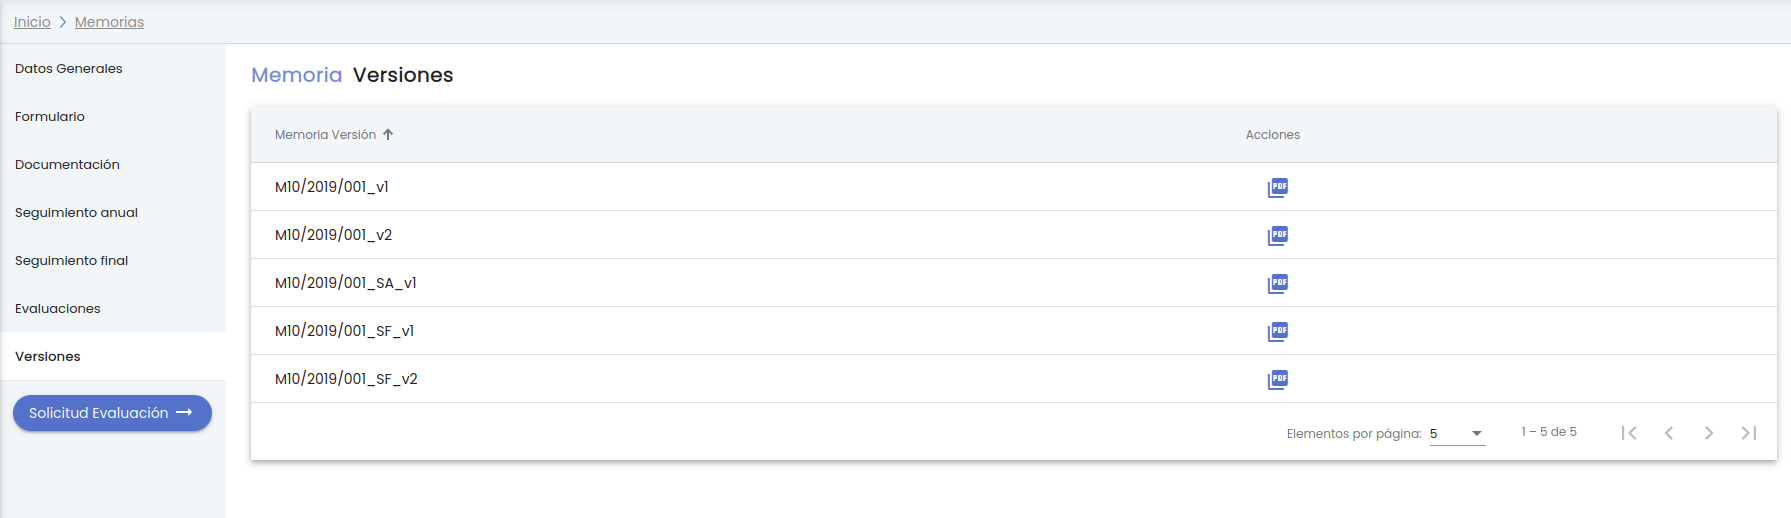 Inicio > Memorias
Datos Generales
Formulario
Documentación
Seguimiento anual
Seguimiento final
Evaluaciones
Versiones
Solicitud Evaluación →
Memoria Versiones
Memoria Versión ↑ Acciones
M10/2019/001_v1 PDF
M10/2019/001_v2 PDF
M10/2019/001_SA_v1 PDF
M10/2019/001_SF_v1 PDF
M10/2019/001_SF_v2 PDF
Elementos por página: 5 1 – 5 de 5